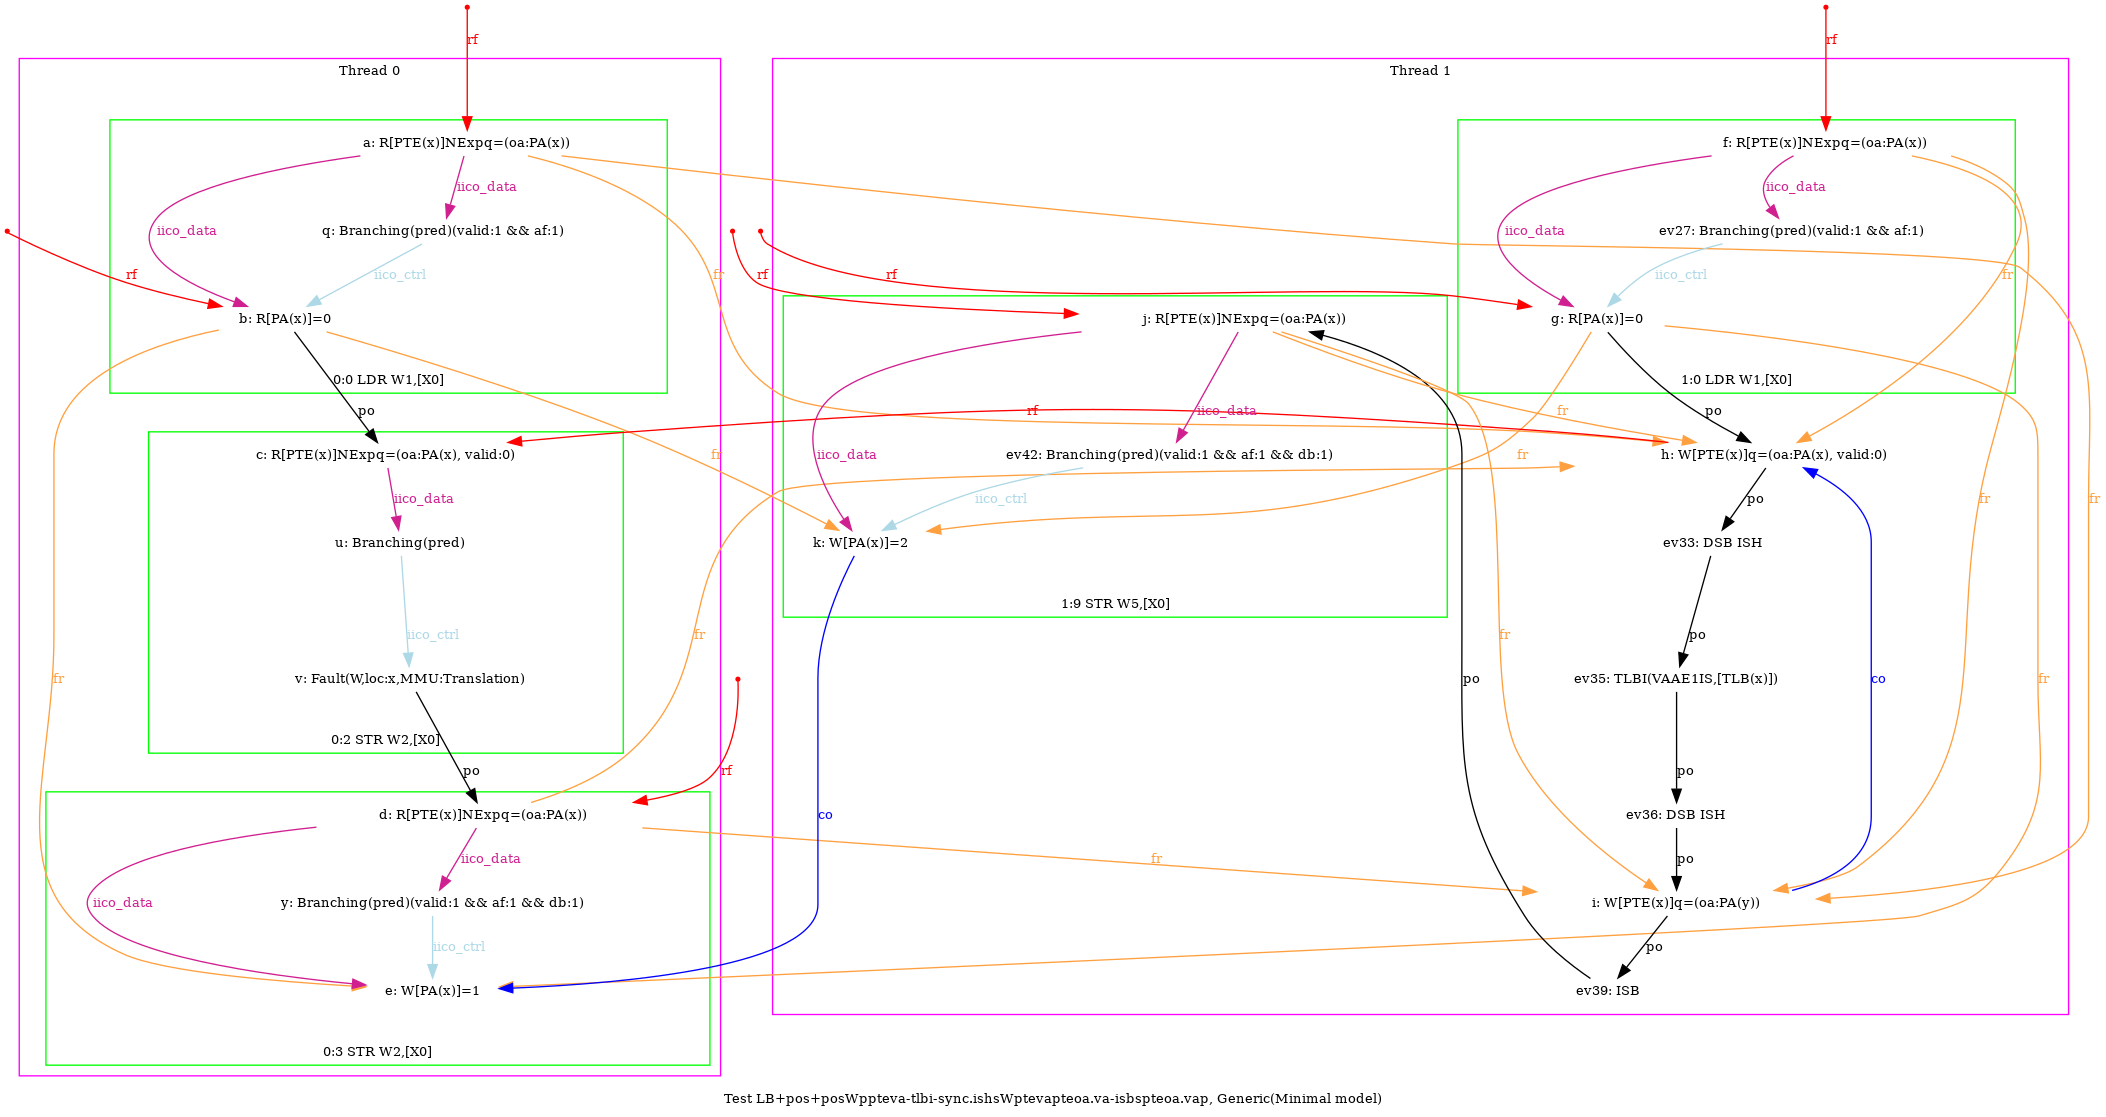 rf
rf
Thread 0
Thread 1
a: R[PTE(x)]NExpq=(oa:PA(x))
f: R[PTE(x)]NExpq=(oa:PA(x))
iico_data
iico_data
iico_data
q: Branching(pred)(valid:1 && af:1)
iico_data
ev27: Branching(pred)(valid:1 && af:1)
iico_data
rf
iico_ctrl
fr
rf
rf
iico_ctrl
fr
b: R[PA(x)]=0
j: R[PTE(x)]NExpq=(oa:PA(x))
g: R[PA(x)]=0
0:0 LDR W1,[X0]
1:0 LDR W1,[X0]
po
rf
iico_data
fr
po
c: R[PTE(x)]NExpq=(oa:PA(x), valid:0)
fr
iico_data
ev42: Branching(pred)(valid:1 && af:1 && db:1)
fr
h: W[PTE(x)]q=(oa:PA(x), valid:0)
iico_data
iico_ctrl
po
fr
fr
u: Branching(pred)
k: W[PA(x)]=2
ev33: DSB ISH
1:9 STR W5,[X0]
iico_ctrl
fr
fr
po
fr
v: Fault(W,loc:x,MMU:Translation)
po
ev35: TLBI(VAAE1IS,[TLB(x)])
co
fr
0:2 STR W2,[X0]
po
rf
po
d: R[PTE(x)]NExpq=(oa:PA(x))
co
ev36: DSB ISH
iico_data
fr
po
iico_data
y: Branching(pred)(valid:1 && af:1 && db:1)
i: W[PTE(x)]q=(oa:PA(y))
iico_ctrl
po
e: W[PA(x)]=1
ev39: ISB
0:3 STR W2,[X0]
Test LB+pos+posWppteva-tlbi-sync.ishsWptevapteoa.va-isbspteoa.vap, Generic(Minimal model)